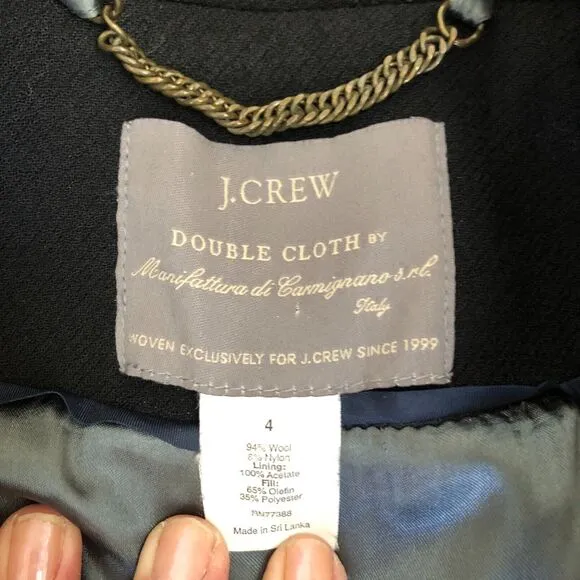 J.CREW
DOUBLE CLOTH BY
Manifattura di Carmignano s.r.l.
Italy
WOVEN EXCLUSIVELY FOR J.CREW SINCE 1999
4
94% Wool
6% Nylon
Lining:
100% Acetate
Fill:
65% Olefin
35% Polyester
RN77388
Made in Sri Lanka